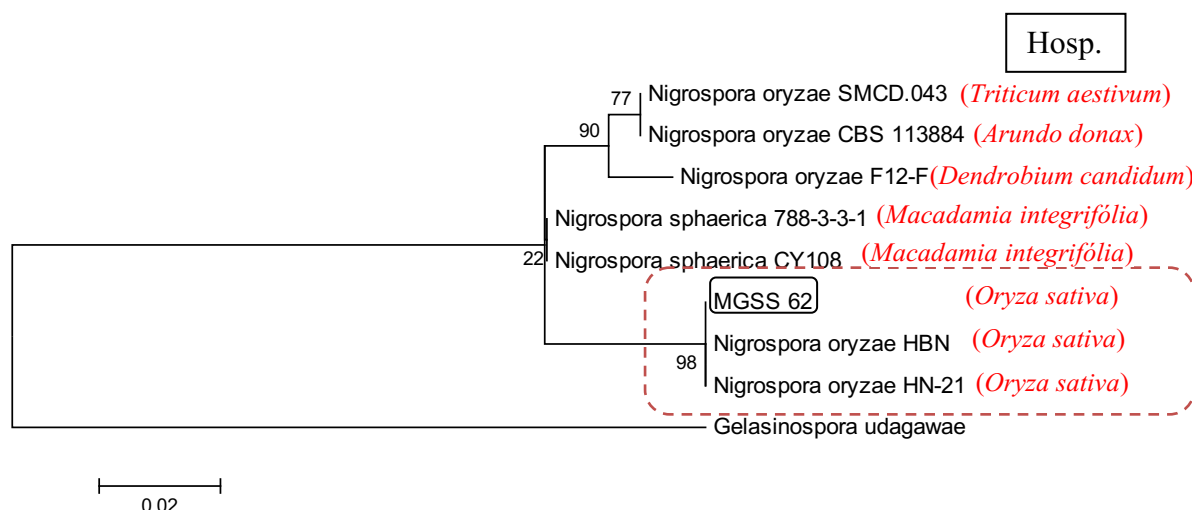 Hosp.
77 Nigrospora oryzae SMCD.043 (Triticum aestivum)
90 Nigrospora oryzae CBS 113884 (Arundo donax)
Nigrospora oryzae F12-F (Dendrobium candidum)
Nigrospora sphaerica 788-3-3-1 (Macadamia integrifólia)
22 Nigrospora sphaerica CY108 (Macadamia integrifólia)
MGSS 62 (Oryza sativa)
Nigrospora oryzae HBN (Oryza sativa)
98 Nigrospora oryzae HN-21 (Oryza sativa)
Gelasinospora udagawae
0.02